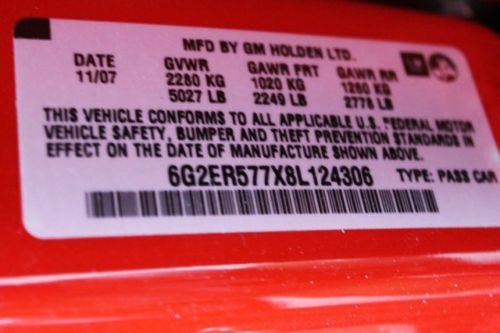 MFD BY GM HOLDEN LTD.
DATE GVWR GAWR FRT GAWR RR
11/07 2280 KG 1020 KG 1260 KG
5027 LB 2249 LB 2778 LB
THIS VEHICLE CONFORMS TO ALL APPLICABLE U.S. FEDERAL MOTOR
VEHICLE SAFETY, BUMPER AND THEFT PREVENTION STANDARDS IN
EFFECT ON THE DATE OF MANUFACTURE SHOWN ABOVE.
6G2ER577X8L124306 TYPE: PASS CAR